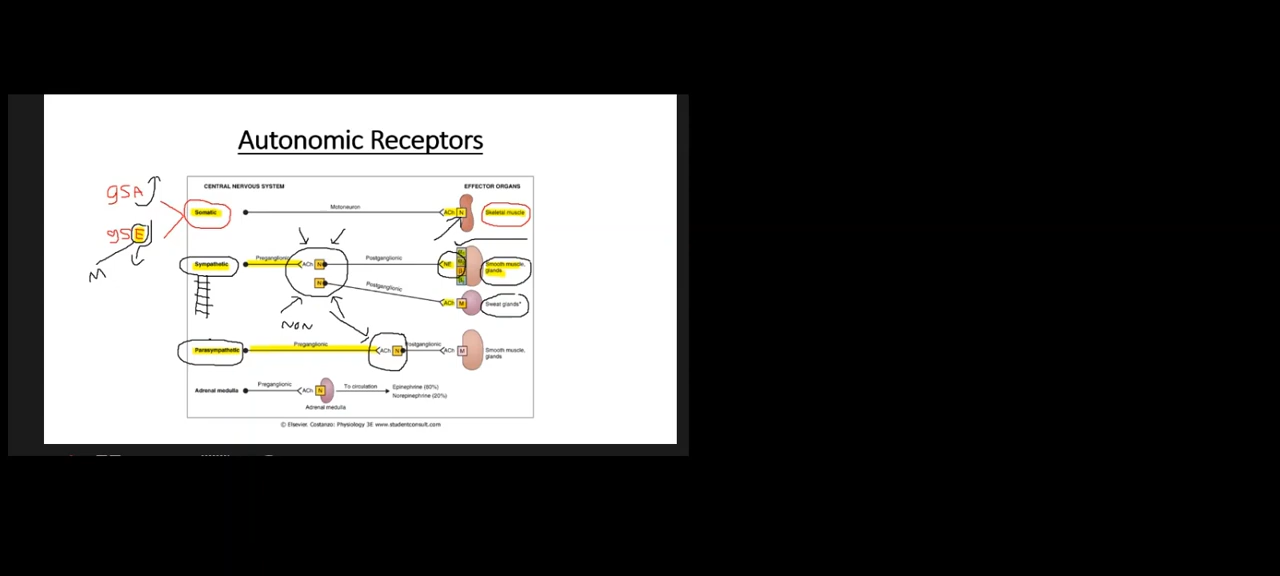 Autonomic Receptors
CENTRAL NERVOUS SYSTEM EFFECTOR ORGANS
gSA
gSE
M
Somatic Motoneuron ACh N Skeletal muscle
Sympathetic Preganglionic ACh N Postganglionic NE Smooth muscle, glands
N Postganglionic ACh M Sweat glands*
NON
Parasympathetic Preganglionic ACh N Postganglionic ACh M Smooth muscle, glands
Adrenal medulla Preganglionic ACh N To circulation Epinephrine (80%)
Norepinephrine (20%)
Adrenal medulla
© Elsevier. Costanzo: Physiology 3E www.studentconsult.com